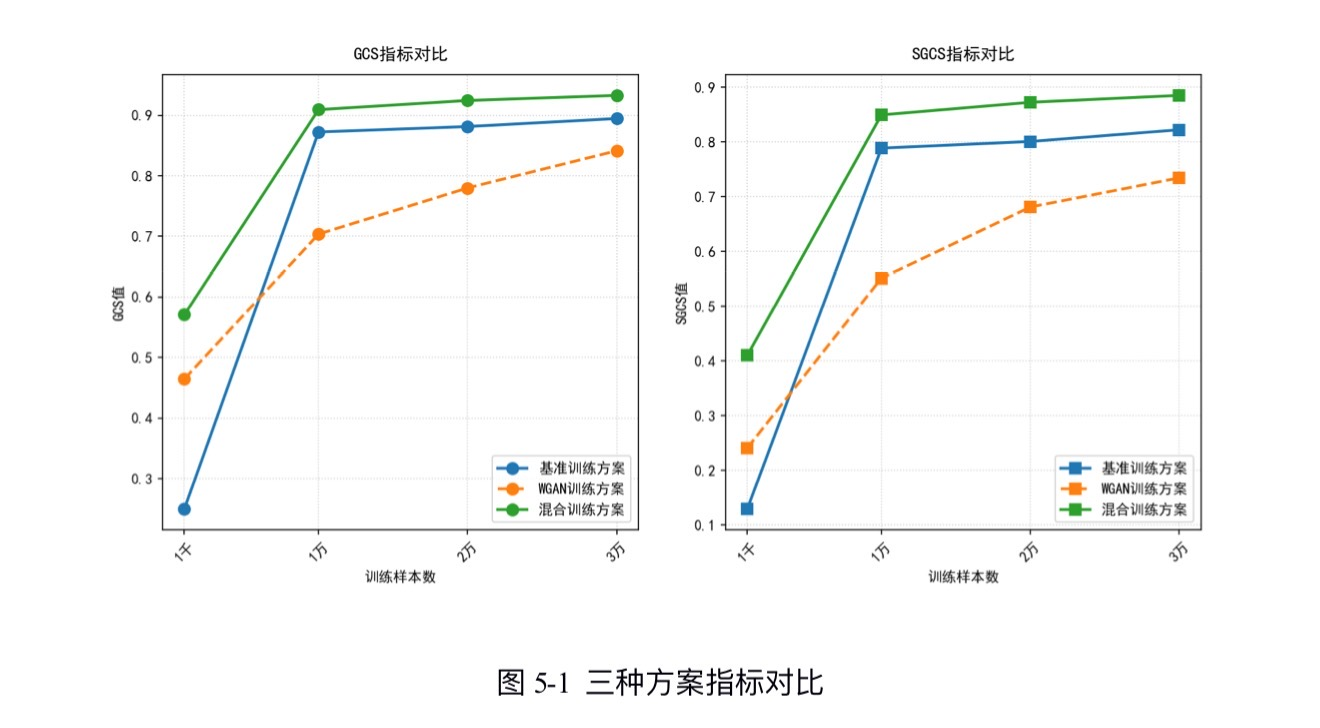 GCS指标对比
GCS值
0.9
0.8
0.7
0.6
0.5
0.4
0.3
基准训练方案
WGAN训练方案
混合训练方案
1千
1万
2万
3万
训练样本数
SGCS指标对比
SGCS值
0.9
0.8
0.7
0.6
0.5
0.4
0.3
0.2
0.1
基准训练方案
WGAN训练方案
混合训练方案
1千
1万
2万
3万
训练样本数
图 5-1 三种方案指标对比